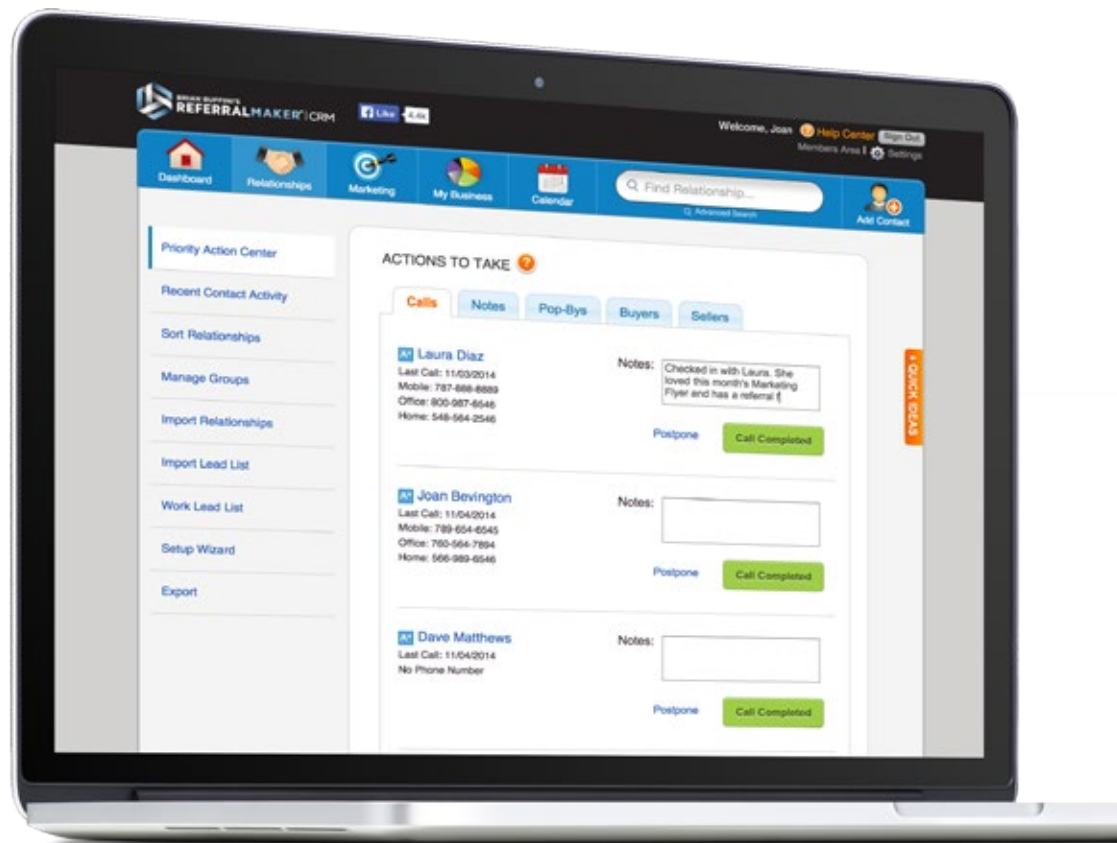 BRIAN BUFFINI'S
REFERRALMAKER® | CRM
Like 4.4K
Welcome, Joan Help Center Sign Out
Members Area | Settings
Dashboard
Relationships
Marketing
My Business
Calendar
Find Relationship...
Advanced Search
Add Contact
Priority Action Center
Recent Contact Activity
Sort Relationships
Manage Groups
Import Relationships
Import Lead List
Work Lead List
Setup Wizard
Export
ACTIONS TO TAKE ?
Calls
Notes
Pop-Bys
Buyers
Sellers
A+ Laura Diaz
Last Call: 11/03/2014
Mobile: 787-888-8889
Office: 800-987-6546
Home: 548-564-2546
Notes:
Checked in with Laura. She
loved this month's Marketing
Flyer and has a referral f
Postpone
Call Completed
A+ Joan Bevington
Last Call: 11/04/2014
Mobile: 789-654-6545
Office: 760-564-7894
Home: 566-989-6546
Notes:
Postpone
Call Completed
A+ Dave Matthews
Last Call: 11/04/2014
No Phone Number
Notes:
Postpone
Call Completed
+ QUICK IDEAS